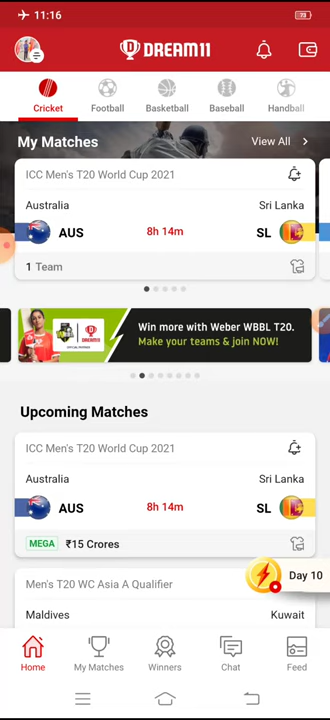 11:16
73
DREAM11
Cricket
Football
Basketball
Baseball
Handball
My Matches
View All
ICC Men's T20 World Cup 2021
Australia
Sri Lanka
AUS
8h 14m
SL
1 Team
Win more with Weber WBBL T20.
Make your teams & join NOW!
Upcoming Matches
ICC Men's T20 World Cup 2021
Australia
Sri Lanka
AUS
8h 14m
SL
MEGA
₹15 Crores
Day 10
Men's T20 WC Asia A Qualifier
Maldives
Kuwait
Home
My Matches
Winners
Chat
Feed